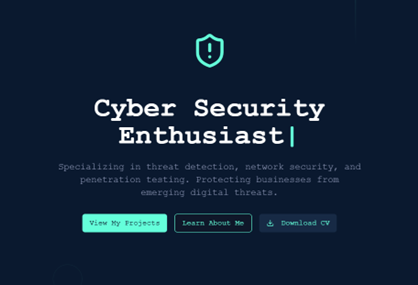 Cyber Security
Enthusiast|
Specializing in threat detection, network security, and
penetration testing. Protecting businesses from
emerging digital threats.
View My Projects
Learn About Me
Download CV